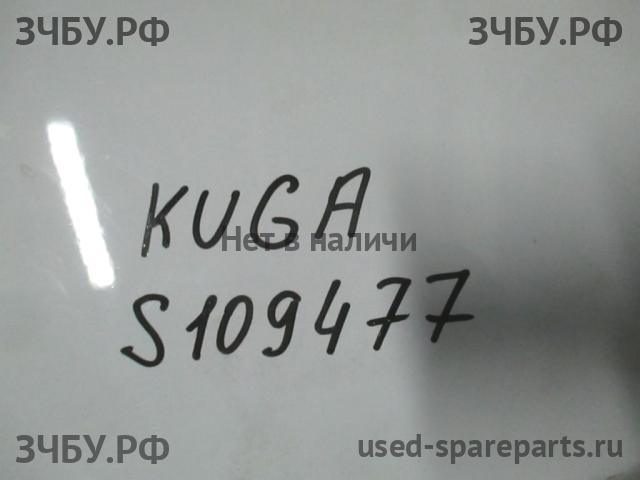 ЗЧБУ.РФ ЗЧБУ.РФ
KUGA
Нет в наличи
S109477
ЗЧБУ.РФ used-spareparts.ru